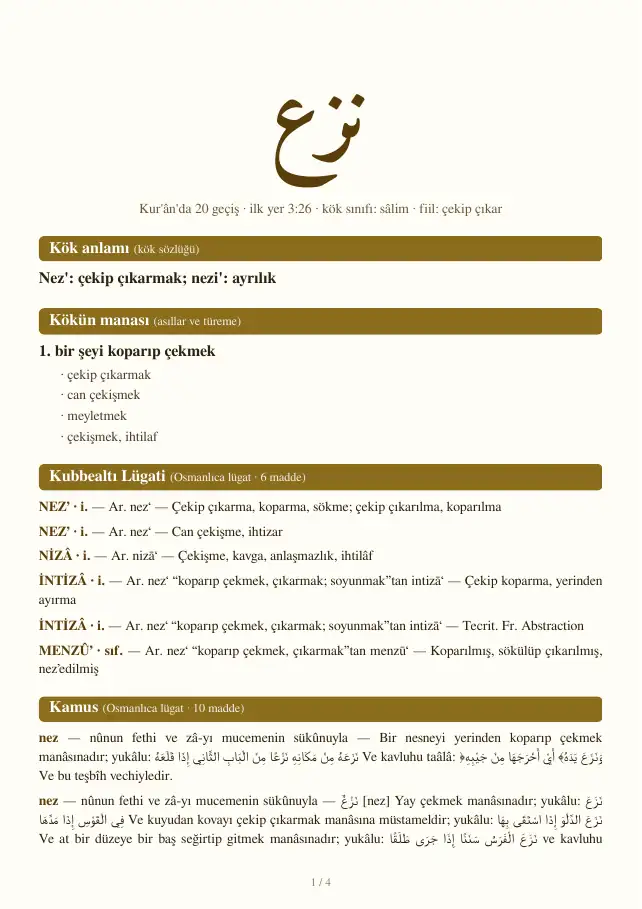 نزع
Kur'ân'da 20 geçiş · ilk yer 3:26 · kök sınıfı: sâlim · fiil: çekip çıkar
Kök anlamı (kök sözlüğü)
Nez': çekip çıkarmak; nezi': ayrılık
Kökün manası (asıllar ve türeme)
1. bir şeyi koparıp çekmek
· çekip çıkarmak
· can çekişmek
· meyletmek
· çekişmek, ihtilaf
Kubbealtı Lügati (Osmanlıca lügat · 6 madde)
NEZ’ · i. — Ar. nez‘ — Çekip çıkarma, koparma, sökme; çekip çıkarılma, koparılma
NEZ’ · i. — Ar. nez‘ — Can çekişme, ihtizar
NİZÂ · i. — Ar. nizā‘ — Çekişme, kavga, anlaşmazlık, ihtilâf
İNTİZÂ · i. — Ar. nez‘ “koparıp çekmek, çıkarmak; soyunmak”tan intizā‘ — Çekip koparma, yerinden
ayırma
İNTİZÂ · i. — Ar. nez‘ “koparıp çekmek, çıkarmak; soyunmak”tan intizā‘ — Tecrit. Fr. Abstraction
MENZÛ’ · sıf. — Ar. nez‘ “koparıp çekmek, çıkarmak”tan menzū‘ — Koparılmış, sökülüp çıkarılmış,
nez’edilmiş
Kamus (Osmanlıca lügat · 10 madde)
nez — nûnun fethi ve zâ-yı mucemenin sükûnuyla — Bir nesneyi yerinden koparıp çekmek
manâsınadır; yukâlu: نَزَعَهُ مِنْ مَكَانِهِ نَزْعًا مِنَ الْبَابِ الثَّانِي إِذَا قَلَعَهُ Ve kavluhu taâlâ: ﴿وَنَزَعَ يَدَهُ﴾ أَيْ أَخْرَجَهَا مِنْ جَيْبِهِ
Ve bu teşbîh vechiyledir.
nez — nûnun fethi ve zâ-yı mucemenin sükûnuyla — نَزْعٌ [nez] Yay çekmek manâsınadır; yukâlu: نَزَعَ
فِي الْقَوْسِ إِذَا مَدَّهَا Ve kuyudan kovayı çekip çıkarmak manâsına müstameldir; yukâlu: نَزَعَ الدَّلْوَ إِذَا اسْتَقَى بِهَا
Ve at bir düzeye bir baş seğirtip gitmek manâsınadır; yukâlu: نَزَعَ الْفَرَسُ سَنَنًا إِذَا جَرَى طَلَقًا ve kavluhu
1 / 4